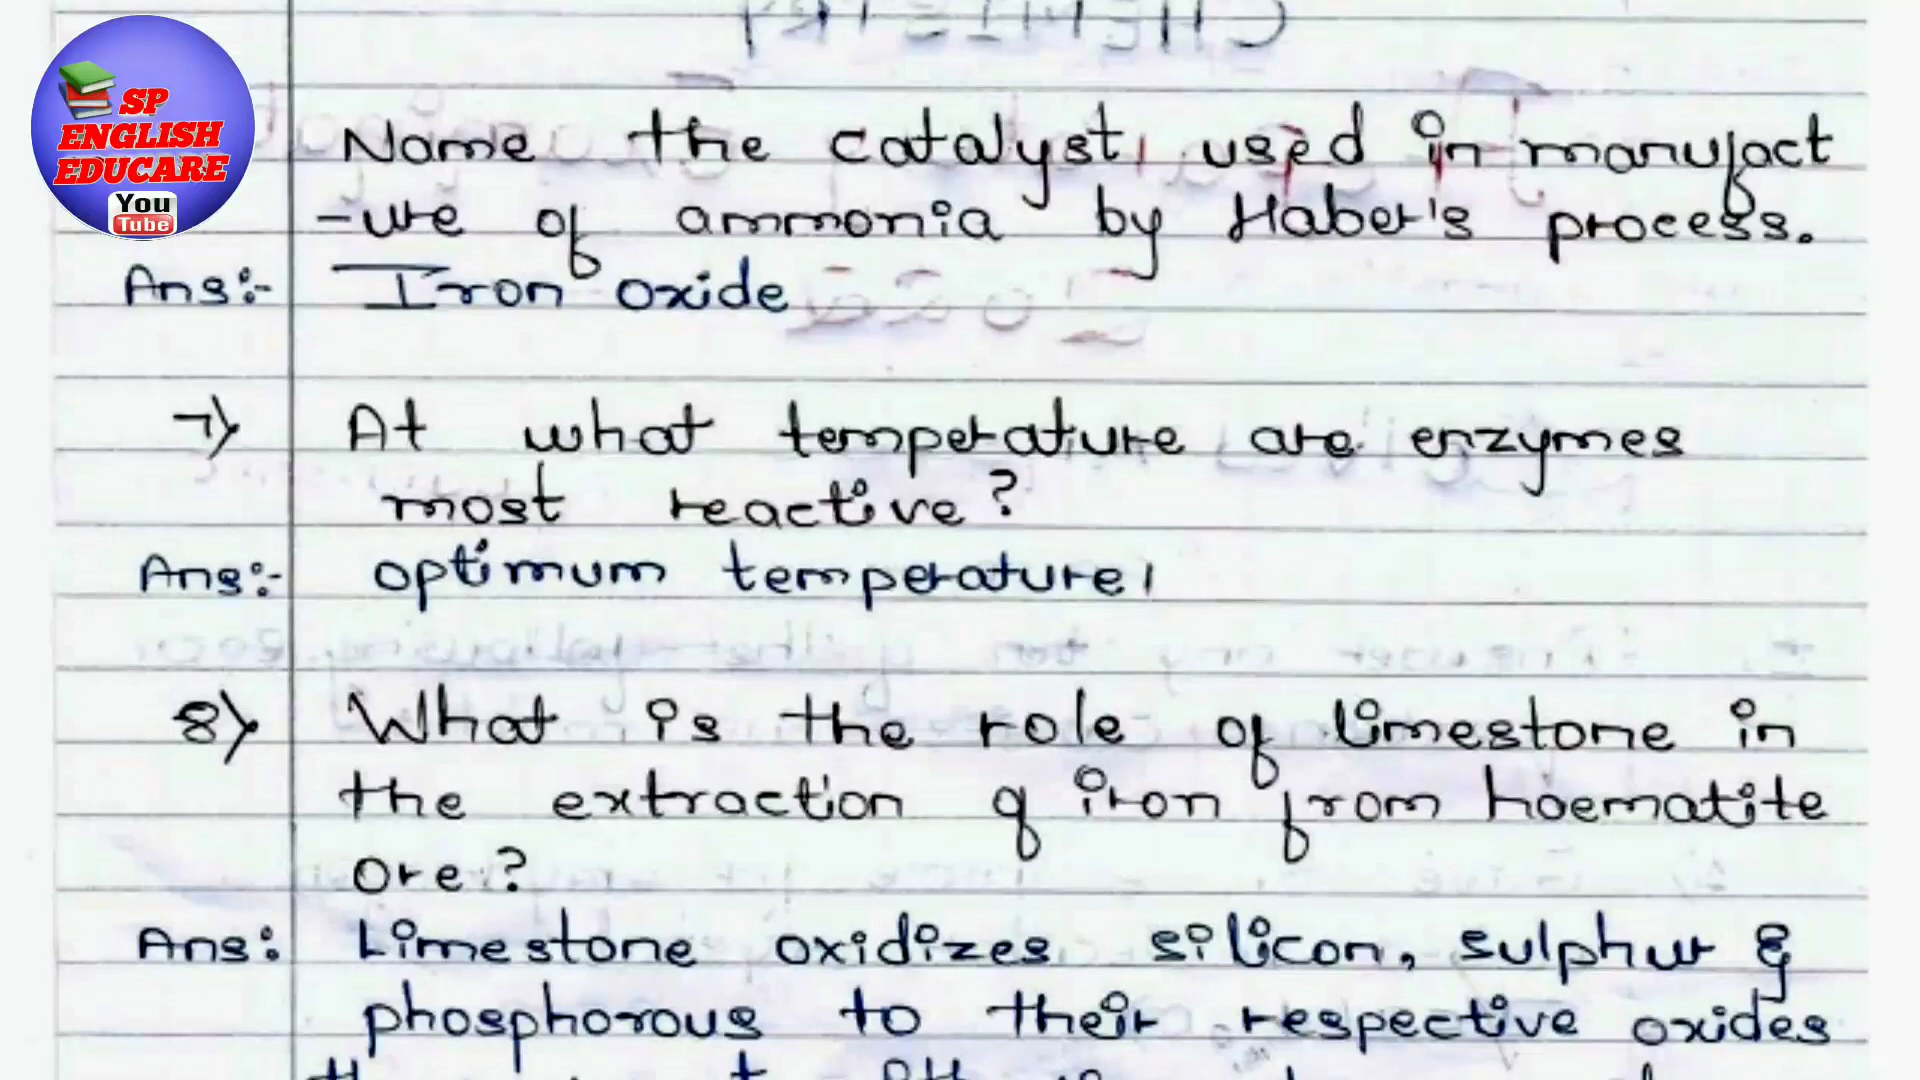 SP
ENGLISH
EDUCARE
You
Tube
Name the catalyst used in manufact
-ure of ammonia by Haber's process.
Ans:- Iron oxide
7) At what temperature are enzymes
most reactive?
Ans:- optimum temperature.
8) What is the role of limestone in
the extraction of iron from haematite
ore?
Ans: Limestone oxidizes silicon, sulphur &
phosphorous to their respective oxides